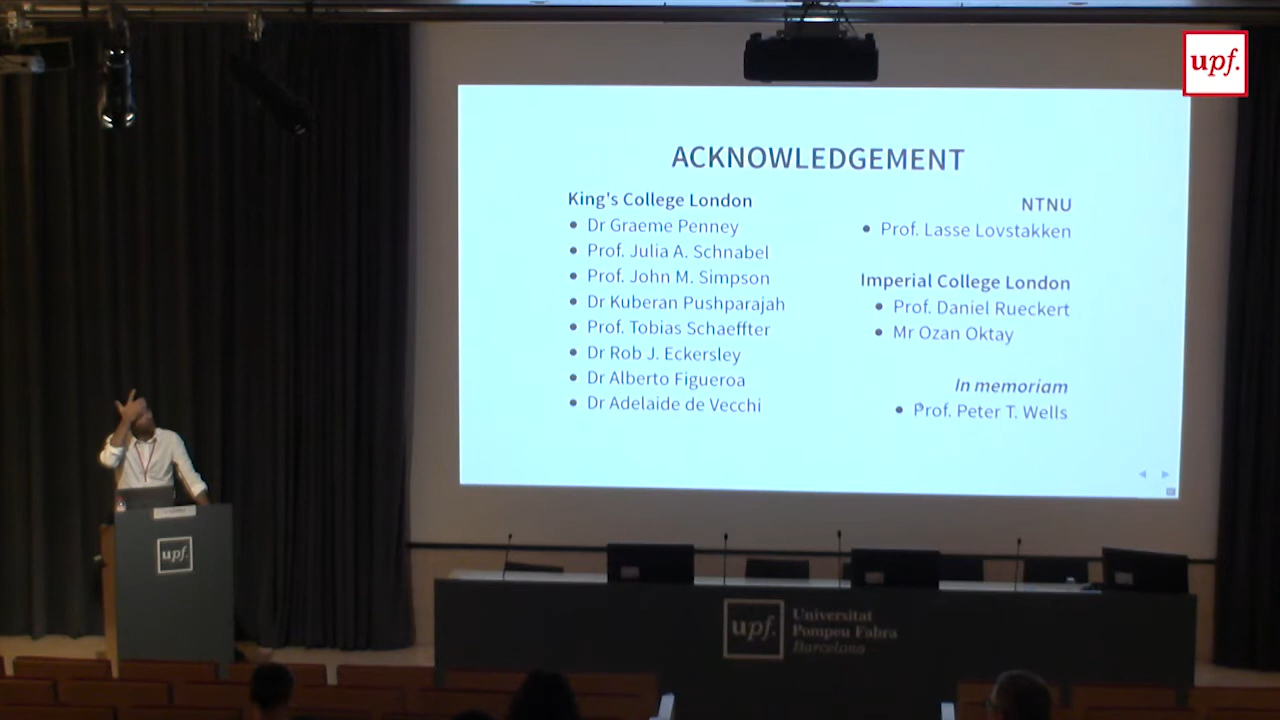 upf.
ACKNOWLEDGEMENT
King's College London
• Dr Graeme Penney
• Prof. Julia A. Schnabel
• Prof. John M. Simpson
• Dr Kuberan Pushparajah
• Prof. Tobias Schaeffter
• Dr Rob J. Eckersley
• Dr Alberto Figueroa
• Dr Adelaide de Vecchi
NTNU
• Prof. Lasse Lovstakken
Imperial College London
• Prof. Daniel Rueckert
• Mr Ozan Oktay
In memoriam
• Prof. Peter T. Wells
upf.
upf.
Universitat
Pompeu Fabra
Barcelona